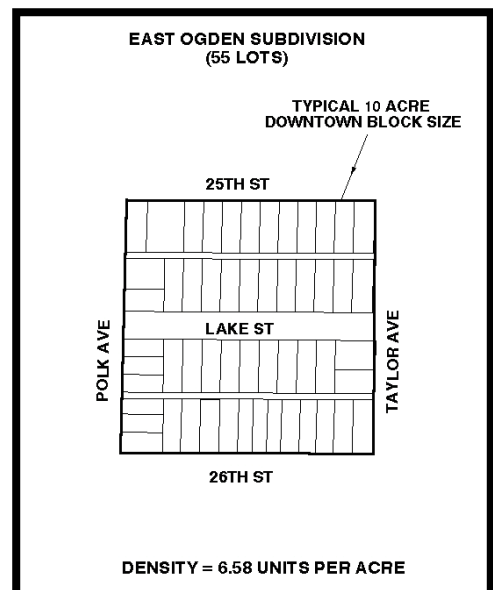 EAST OGDEN SUBDIVISION
(55 LOTS)
TYPICAL 10 ACRE
DOWNTOWN BLOCK SIZE
25TH ST
LAKE ST
POLK AVE
TAYLOR AVE
26TH ST
DENSITY = 6.58 UNITS PER ACRE